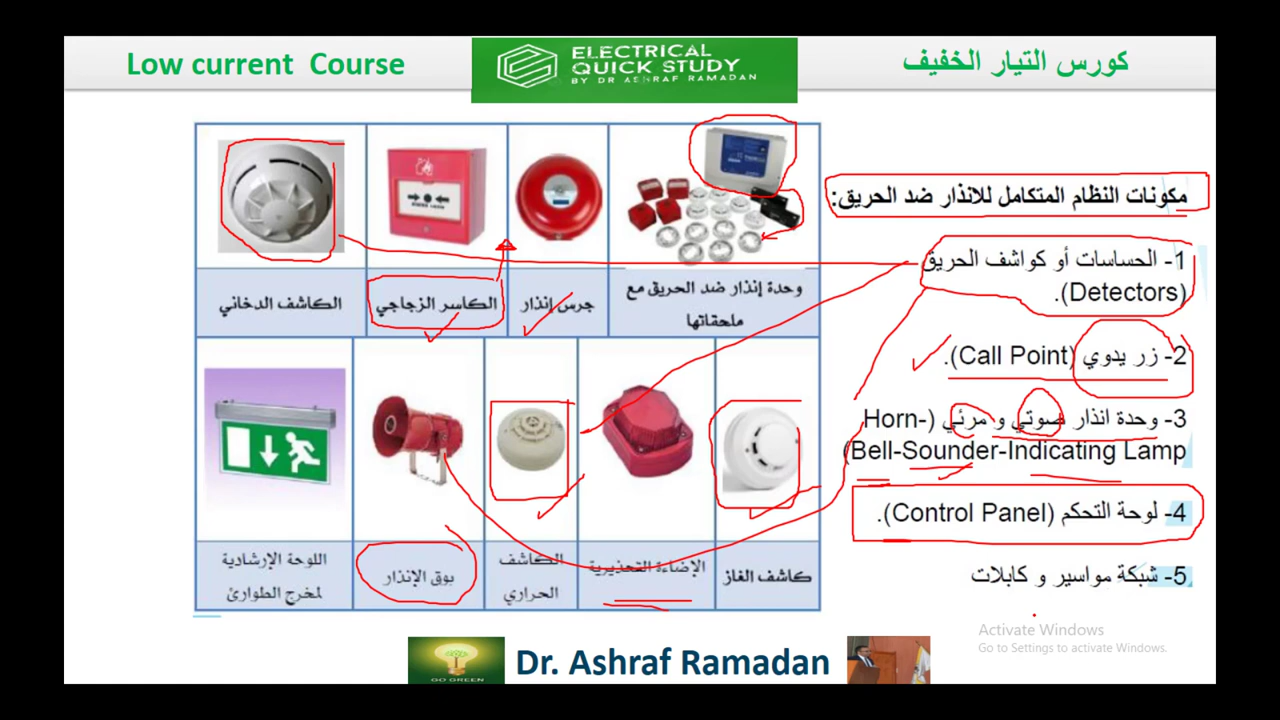 Low current Course
ELECTRICAL
QUICK STUDY
BY DR ASHRAF RAMADAN
كورس التيار الخفيف
مكونات النظام المتكامل للانذار ضد الحريق:
1- الحساسات أو كواشف الحريق
(Detectors).
2- زر يدوي (Call Point).
3- وحدة انذار صوتي و مرئي (Horn-
Bell-Sounder-Indicating Lamp)
4- لوحة التحكم (Control Panel).
5- شبكة مواسير و كابلات
وحدة إنذار ضد الحريق مع
ملحقاتها
جرس إنذار
الكاسر الزجاجي
الكاشف الدخاني
كاشف الغاز
الإضاءة التحذيرية
الكاشف
الحراري
بوق الإنذار
اللوحة الإرشادية
لمخرج الطوارئ
Activate Windows
Go to Settings to activate Windows.
GO GREEN
Dr. Ashraf Ramadan